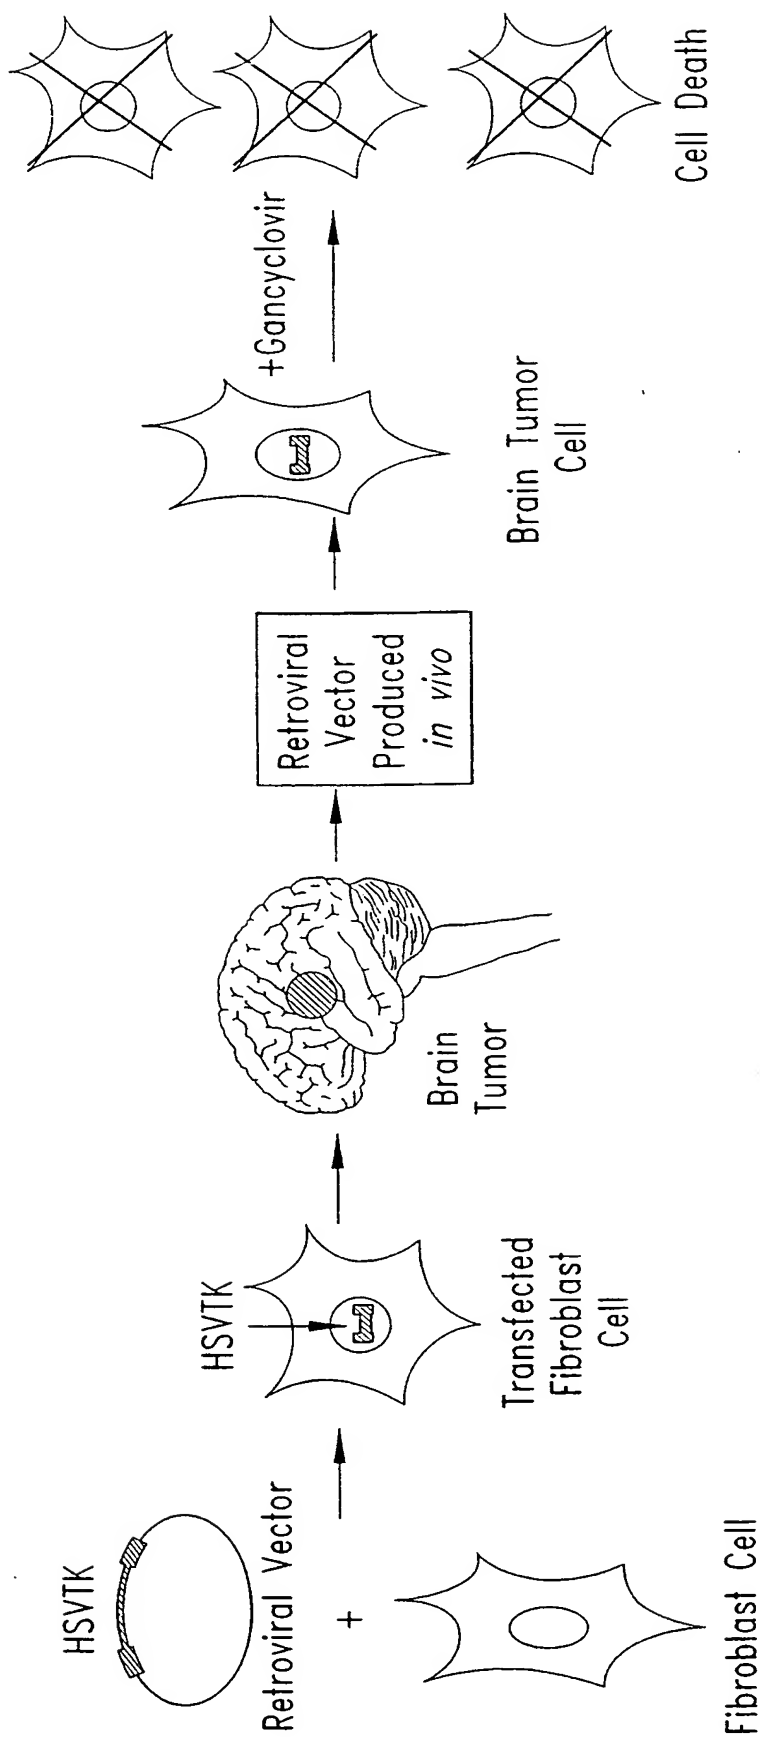 HSVTK
Retroviral Vector
+
Fibroblast Cell
HSVTK
Transfected
Fibroblast
Cell
Brain
Tumor
Retroviral
Vector
Produced
in vivo
Brain Tumor
Cell
+Gancyclovir
Cell Death